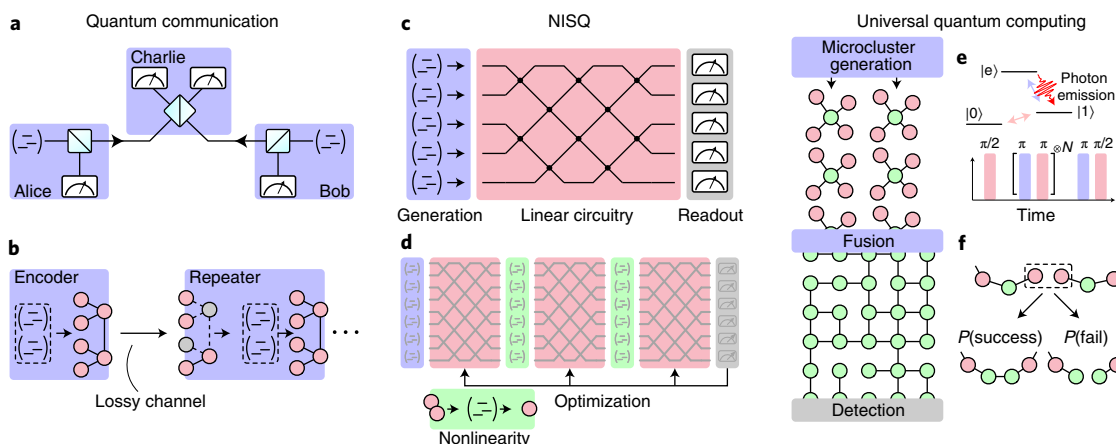 Quantum communication
NISQ
Universal quantum computing
a
Charlie
Alice
Bob
b
Encoder
Repeater
Lossy channel
c
Generation
Linear circuitry
Readout
d
Optimization
Nonlinearity
Microcluster
generation
Fusion
Detection
e
|e⟩
Photon
emission
|0⟩
|1⟩
π/2 π π ⊗N π π/2
Time
f
P(success)
P(fail)